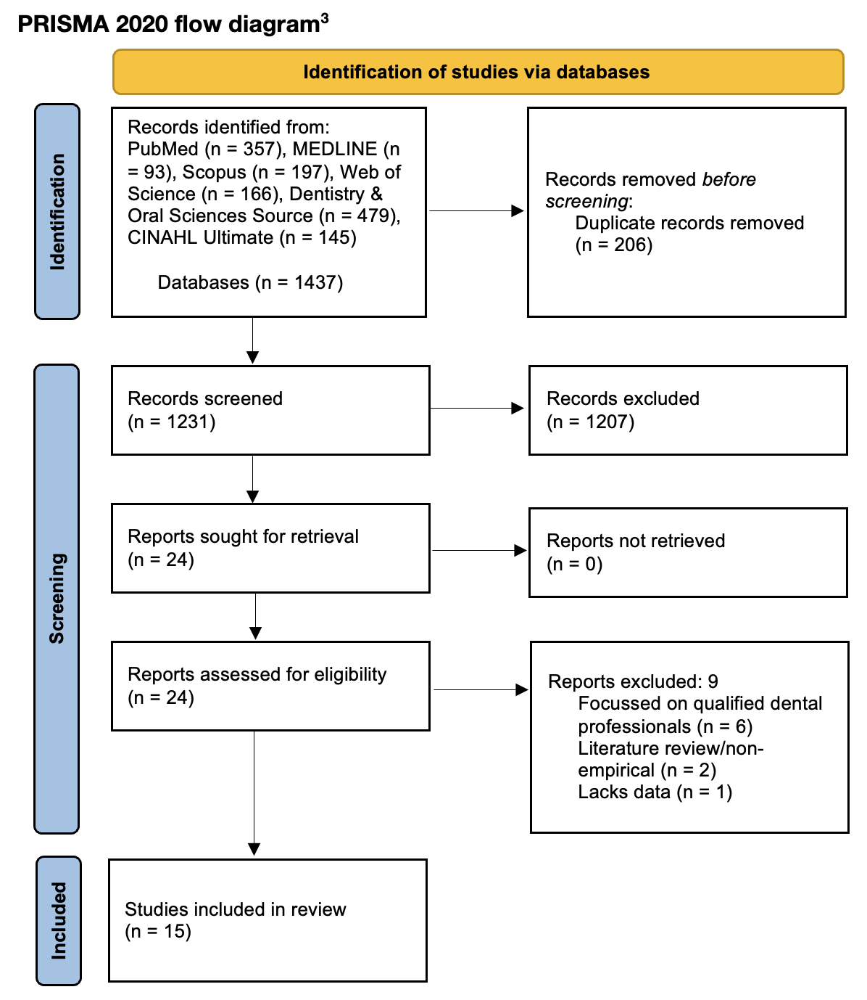 PRISMA 2020 flow diagram³
Identification of studies via databases
Identification
Records identified from:
PubMed (n = 357), MEDLINE (n
= 93), Scopus (n = 197), Web of
Science (n = 166), Dentistry &
Oral Sciences Source (n = 479),
CINAHL Ultimate (n = 145)
Databases (n = 1437)
Records removed before
screening:
Duplicate records removed
(n = 206)
Screening
Records screened
(n = 1231)
Records excluded
(n = 1207)
Reports sought for retrieval
(n = 24)
Reports not retrieved
(n = 0)
Reports assessed for eligibility
(n = 24)
Reports excluded: 9
Focussed on qualified dental
professionals (n = 6)
Literature review/non-
empirical (n = 2)
Lacks data (n = 1)
Included
Studies included in review
(n = 15)